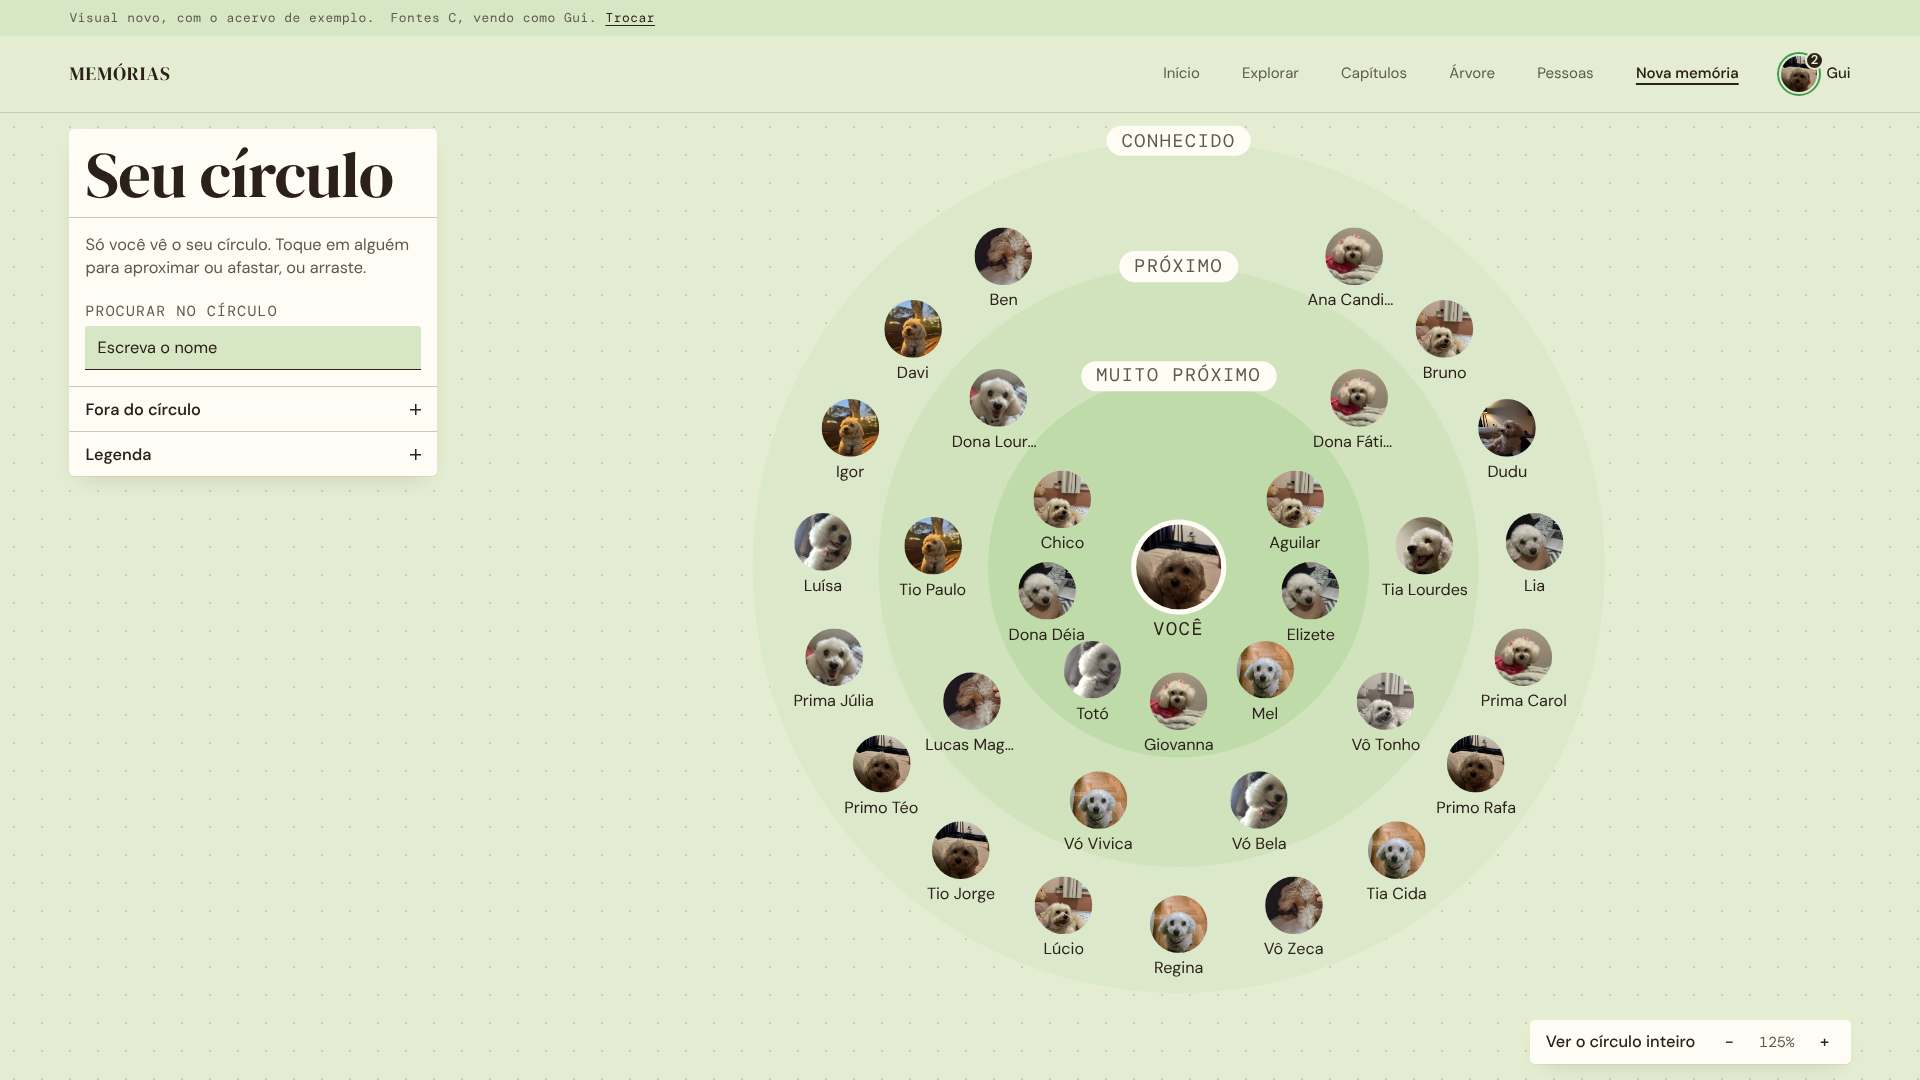 Visual novo, com o acervo de exemplo. Fontes C, vendo como Gui. Trocar
MEMÓRIAS
Início
Explorar
Capítulos
Árvore
Pessoas
Nova memória
2
Gui
Seu círculo
Só você vê o seu círculo. Toque em alguém
para aproximar ou afastar, ou arraste.
PROCURAR NO CÍRCULO
Escreva o nome
Fora do círculo +
Legenda +
CONHECIDO
PRÓXIMO
MUITO PRÓXIMO
Ben
Ana Candi...
Davi
Bruno
Dona Lour...
Dona Fáti...
Igor
Dudu
Chico
Aguilar
Luísa
Tio Paulo
Tia Lourdes
Lia
VOCÊ
Dona Déia
Elizete
Prima Júlia
Totó
Mel
Prima Carol
Lucas Mag...
Giovanna
Vô Tonho
Primo Téo
Primo Rafa
Vó Vivica
Vó Bela
Tio Jorge
Tia Cida
Lúcio
Vô Zeca
Regina
Ver o círculo inteiro - 125% +